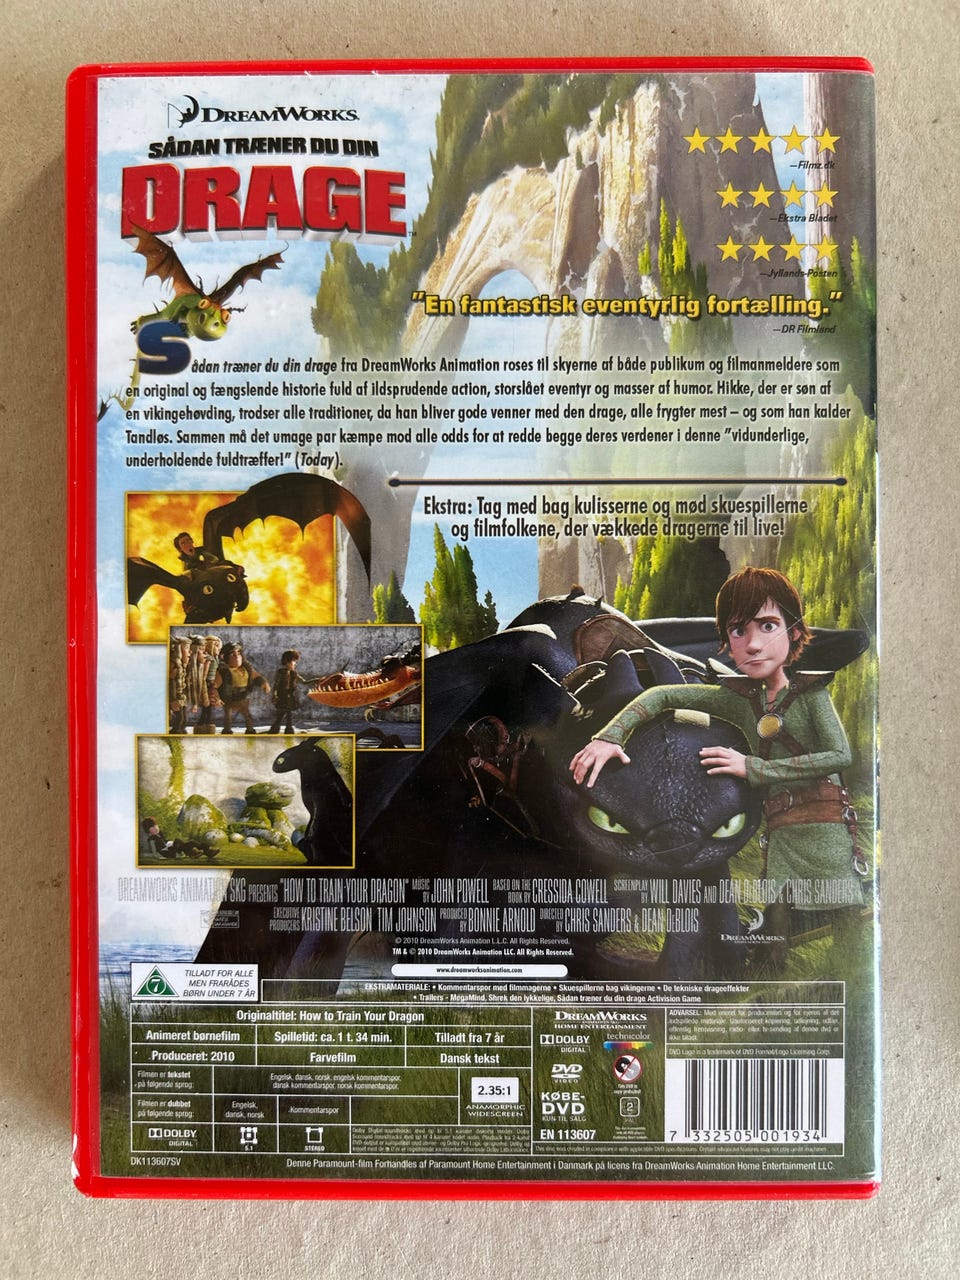 DREAMWORKS
SÅDAN TRÆNER DU DIN
DRAGE™
—Filmz.dk
—Ekstra Bladet
—Jyllands-Posten
"En fantastisk eventyrlig fortælling."
—DR Filmland
Sådan træner du din drage fra DreamWorks Animation roses til skyerne af både publikum og filmanmeldere som
en original og fængslende historie fuld af ildsprudende action, storslået eventyr og masser af humor. Hikke, der er søn af
en vikingehøvding, trodser alle traditioner, da han bliver gode venner med den drage, alle frygter mest – og som han kalder
Tandløs. Sammen må det umage par kæmpe mod alle odds for at redde begge deres verdener i denne "vidunderlige,
underholdende fuldtræffer!" (Today).
Ekstra: Tag med bag kulisserne og mød skuespillerne
og filmfolkene, der vækkede dragerne til live!
DREAMWORKS ANIMATION SKG PRESENTS "HOW TO TRAIN YOUR DRAGON" MUSIC BY JOHN POWELL BASED ON THE BOOK BY CRESSIDA COWELL SCREENPLAY BY WILL DAVIES AND DEAN DEBLOIS & CHRIS SANDERS
EXECUTIVE PRODUCERS KRISTINE BELSON TIM JOHNSON PRODUCED BY BONNIE ARNOLD DIRECTED BY CHRIS SANDERS & DEAN DEBLOIS
DREAMWORKS
© 2010 DreamWorks Animation L.L.C. All Rights Reserved.
TM & © 2010 DreamWorks Animation LLC. All Rights Reserved.
www.dreamworksanimation.com
7
TILLADT FOR ALLE
MEN FRARÅDES
BØRN UNDER 7 ÅR
EKSTRAMATERIALE: • Kommentarspor med filmmagerne • Skuespillerne bag vikingerne • De tekniske drageeffekter
• Trailers - MegaMind, Shrek den lykkelige, Sådan træner du din drage Activision Game
Originaltitel: How to Train Your Dragon
Animeret børnefilm
Spilletid: ca. 1 t. 34 min.
Tilladt fra 7 år
Produceret: 2010
Farvefilm
Dansk tekst
Filmen er tekstet
på følgende sprog:
Engelsk, dansk, norsk, engelsk kommentarspor,
dansk kommentarspor, norsk kommentarspor.
Filmen er dubbet
på følgende sprog:
Engelsk,
dansk, norsk
Kommentarspor
DOLBY
DIGITAL
5.1
STEREO
2.35:1
ANAMORPHIC
WIDESCREEN
DREAMWORKS
HOME ENTERTAINMENT
DOLBY
DIGITAL
technicolor
DVD
VIDEO
KØBE-
DVD
KUN TIL SALG
2
EN 113607
DVD Logo is a trademark of DVD Format/Logo Licensing Corp.
7 332505 001934
DK113607SV
Denne Paramount-film Forhandles af Paramount Home Entertainment i Danmark på licens fra DreamWorks Animation Home Entertainment LLC.